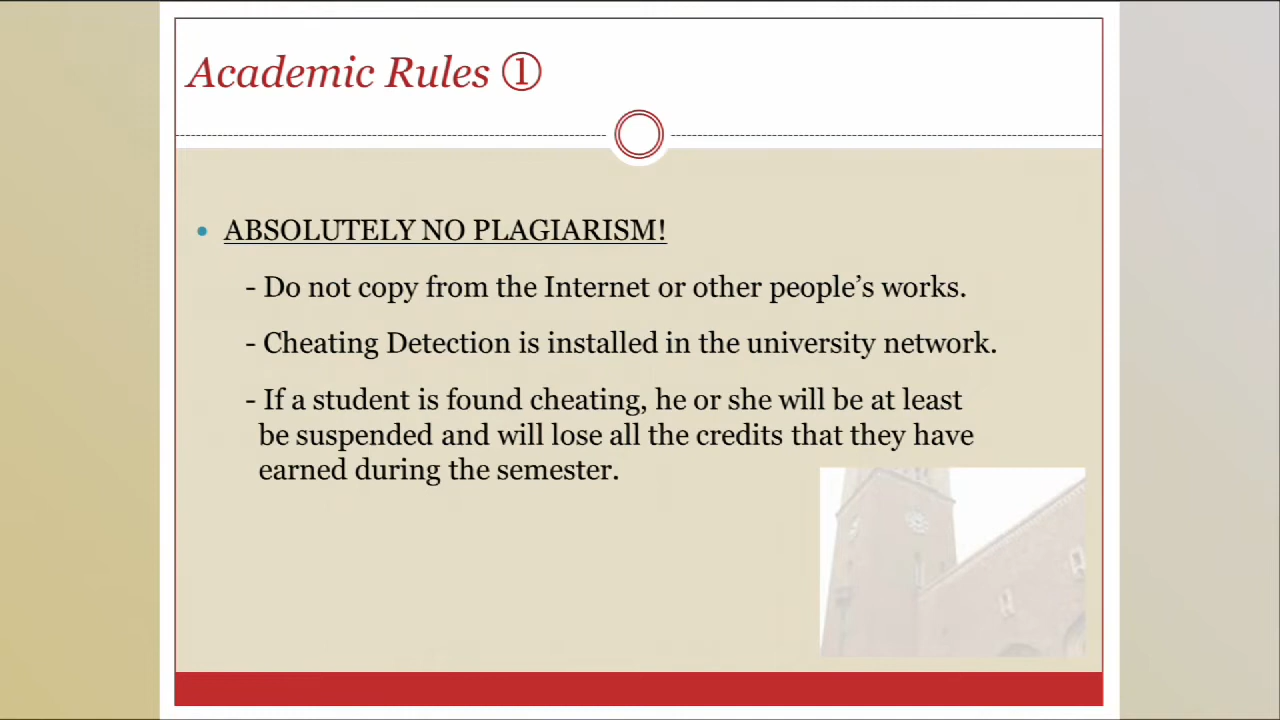 Academic Rules ①
• ABSOLUTELY NO PLAGIARISM!
- Do not copy from the Internet or other people’s works.
- Cheating Detection is installed in the university network.
- If a student is found cheating, he or she will be at least
be suspended and will lose all the credits that they have
earned during the semester.